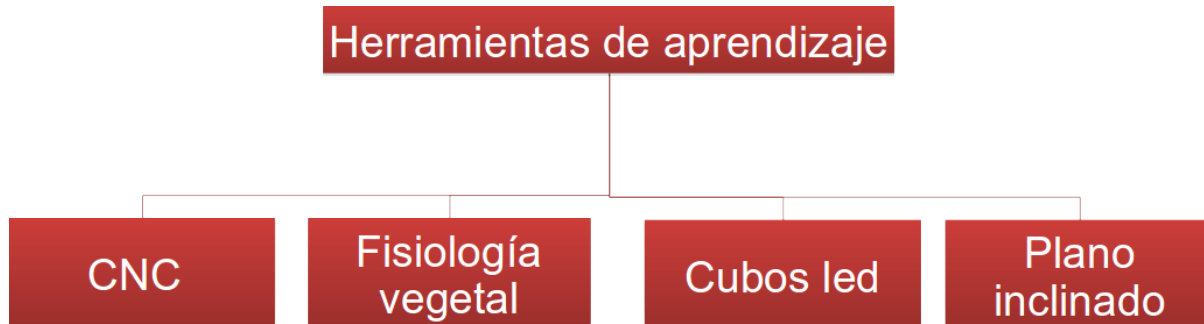 Herramientas de aprendizaje
CNC
Fisiología
vegetal
Cubos led
Plano
inclinado